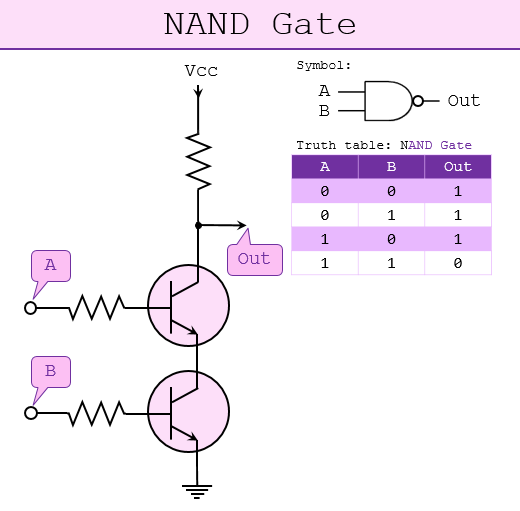 NAND Gate
Vcc
Symbol:
A
B
Out
Truth table: NAND Gate
A B Out
0 0 1
0 1 1
1 0 1
1 1 0
Out
A
B